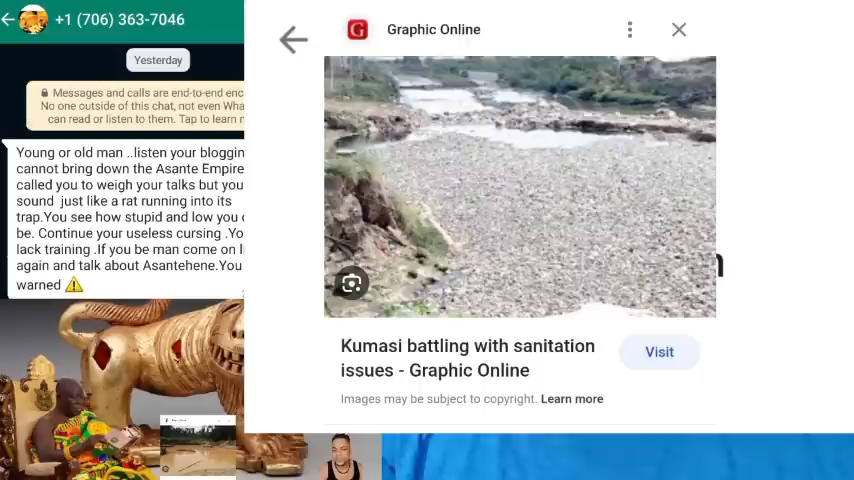 +1 (706) 363-7046
Yesterday
Messages and calls are end-to-end enc
No one outside of this chat, not even Wha
can read or listen to them. Tap to learn
Young or old man ..listen your bloggin
cannot bring down the Asante Empire
called you to weigh your talks but you
sound just like a rat running into its
trap.You see how stupid and low you
be. Continue your useless cursing .Yo
lack training .If you be man come on
again and talk about Asantehene.You
warned
G
Graphic Online
Kumasi battling with sanitation
issues - Graphic Online
Visit
Images may be subject to copyright. Learn more